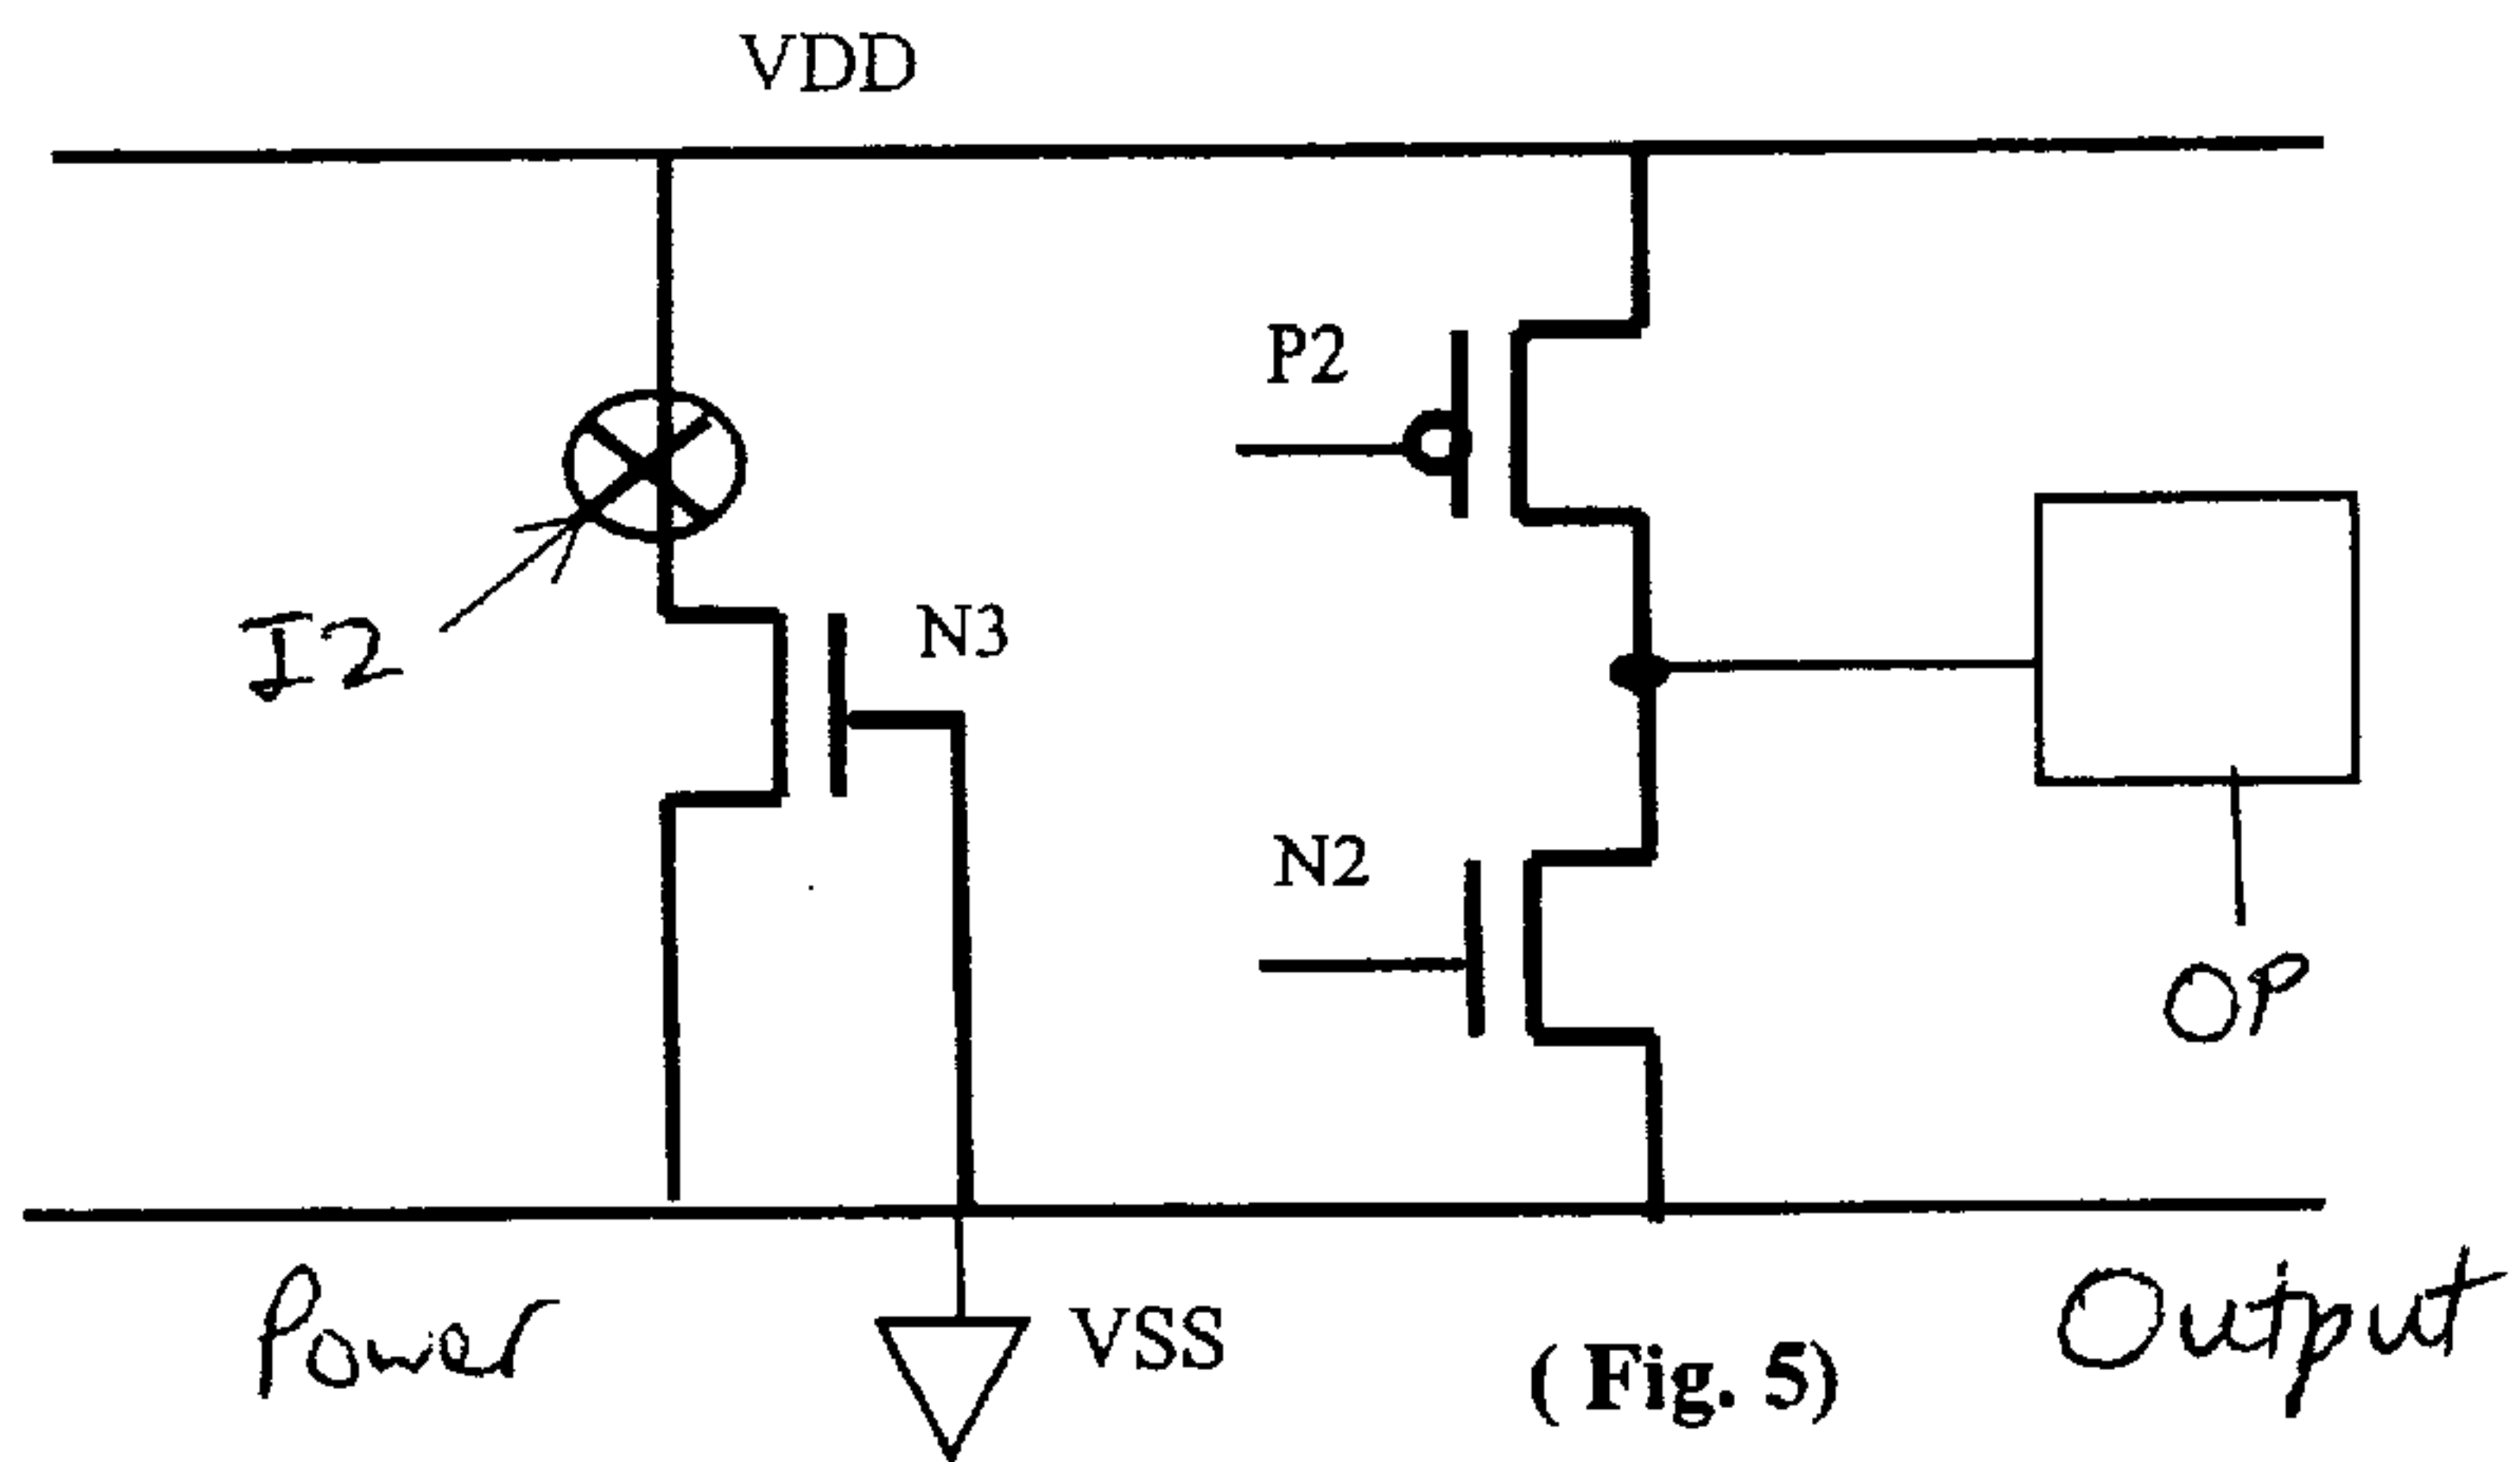 VDD
P2
I2
N3
N2
OP
Power
VSS
( Fig. 5)
Output